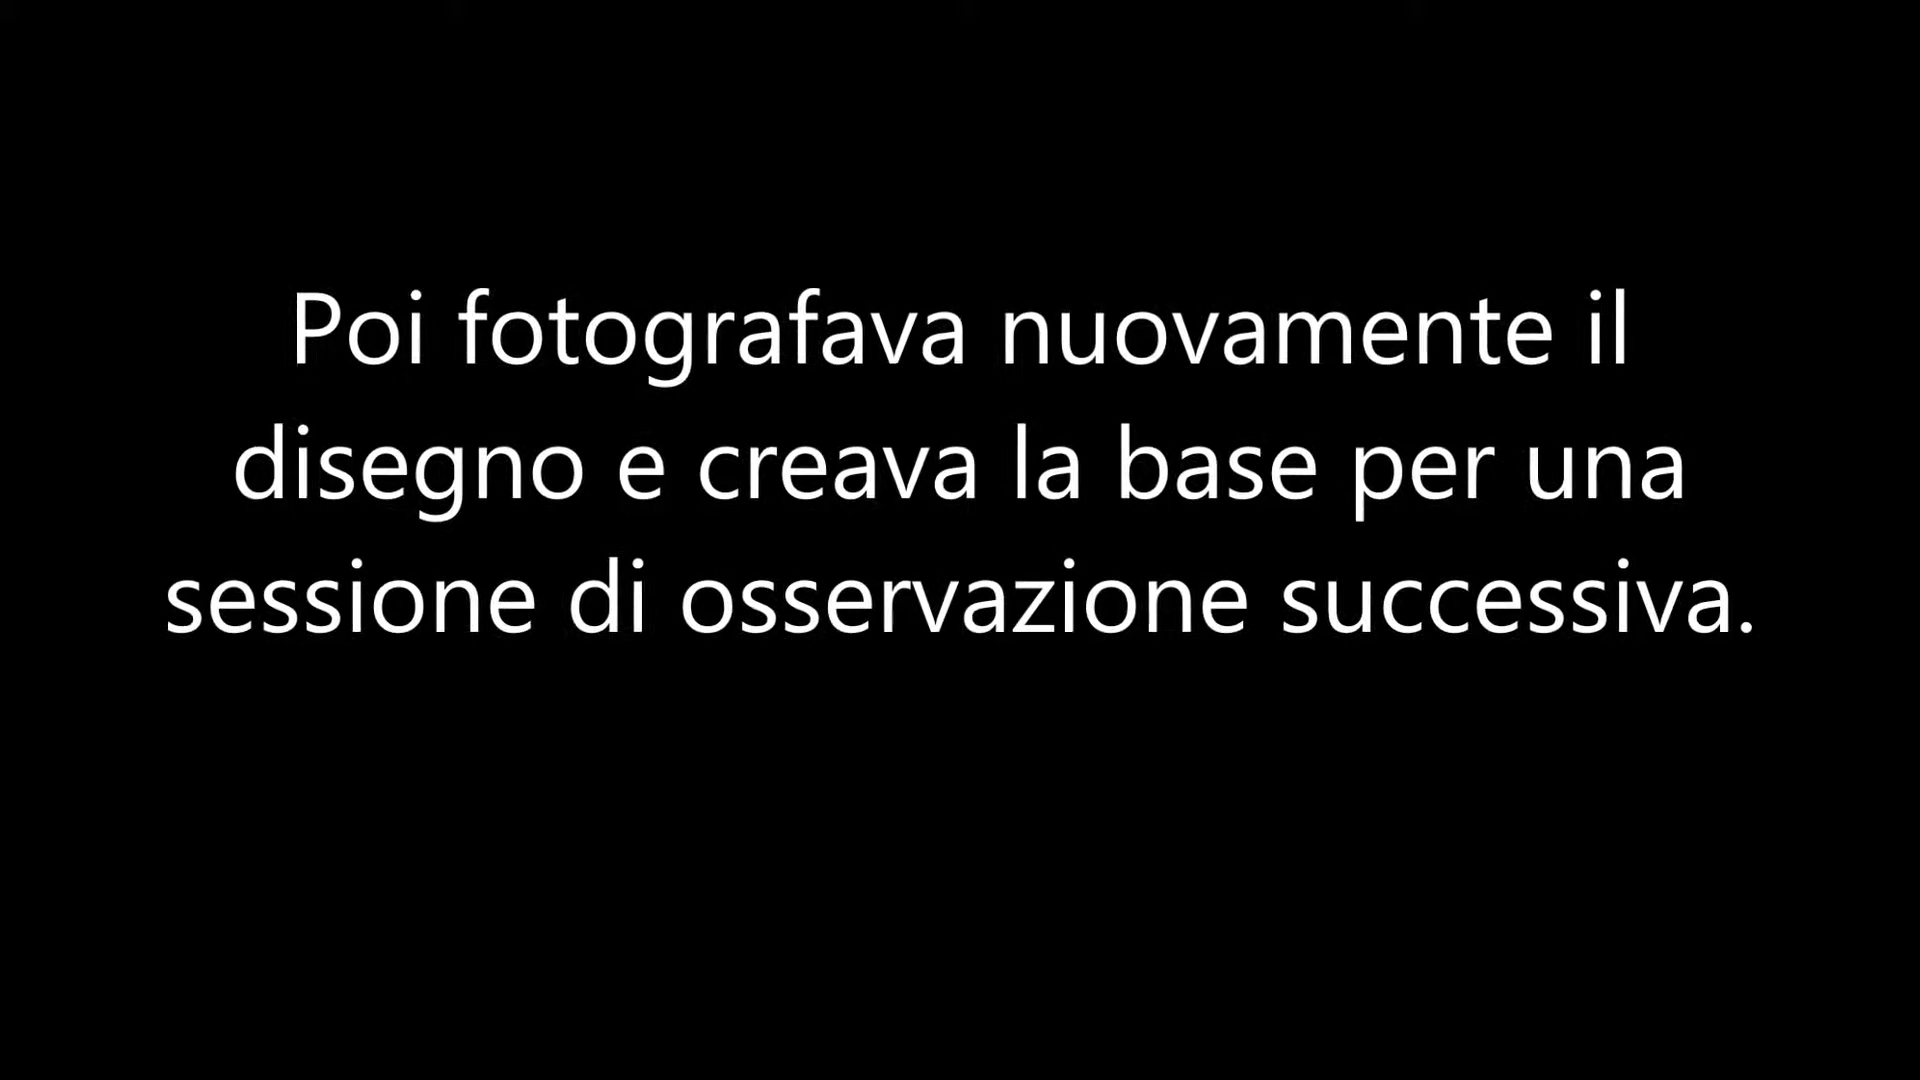 Poi fotografava nuovamente il
disegno e creava la base per una
sessione di osservazione successiva.